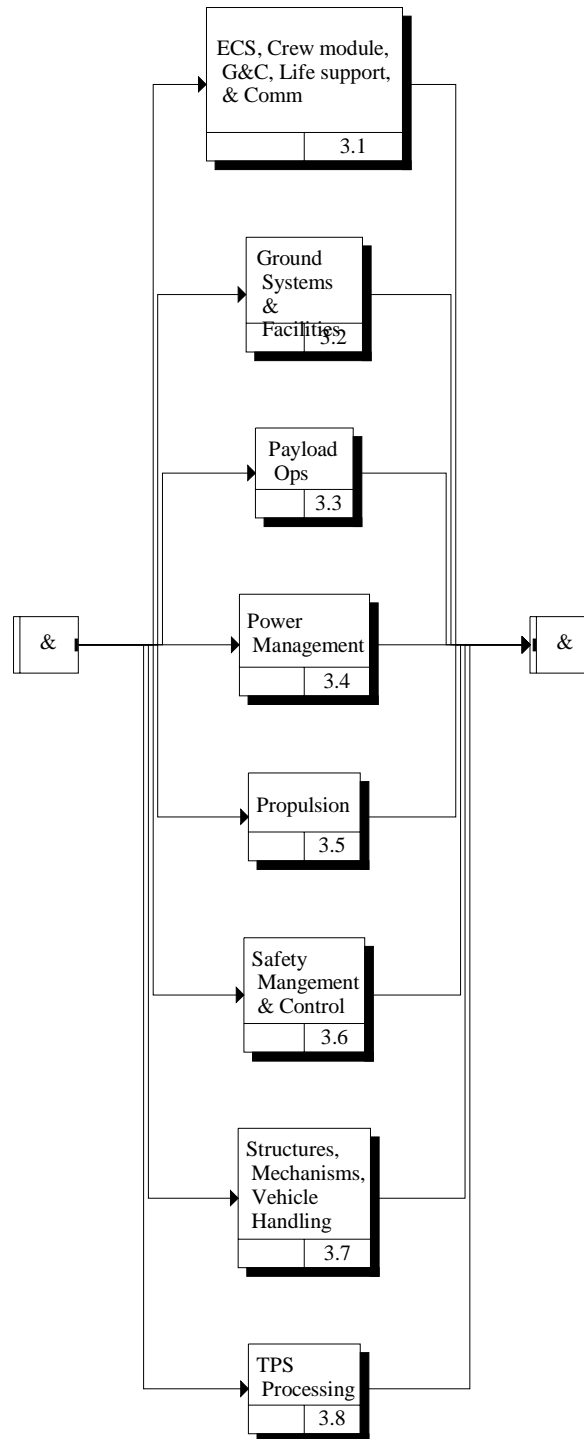 ECS, Crew module,
G&C, Life support,
& Comm
3.1
Ground
Systems
&
Facilities
3.2
Payload
Ops
3.3
&
Power
Management
3.4
&
Propulsion
3.5
Safety
Mangement
& Control
3.6
Structures,
Mechanisms,
Vehicle
Handling
3.7
TPS
Processing
3.8